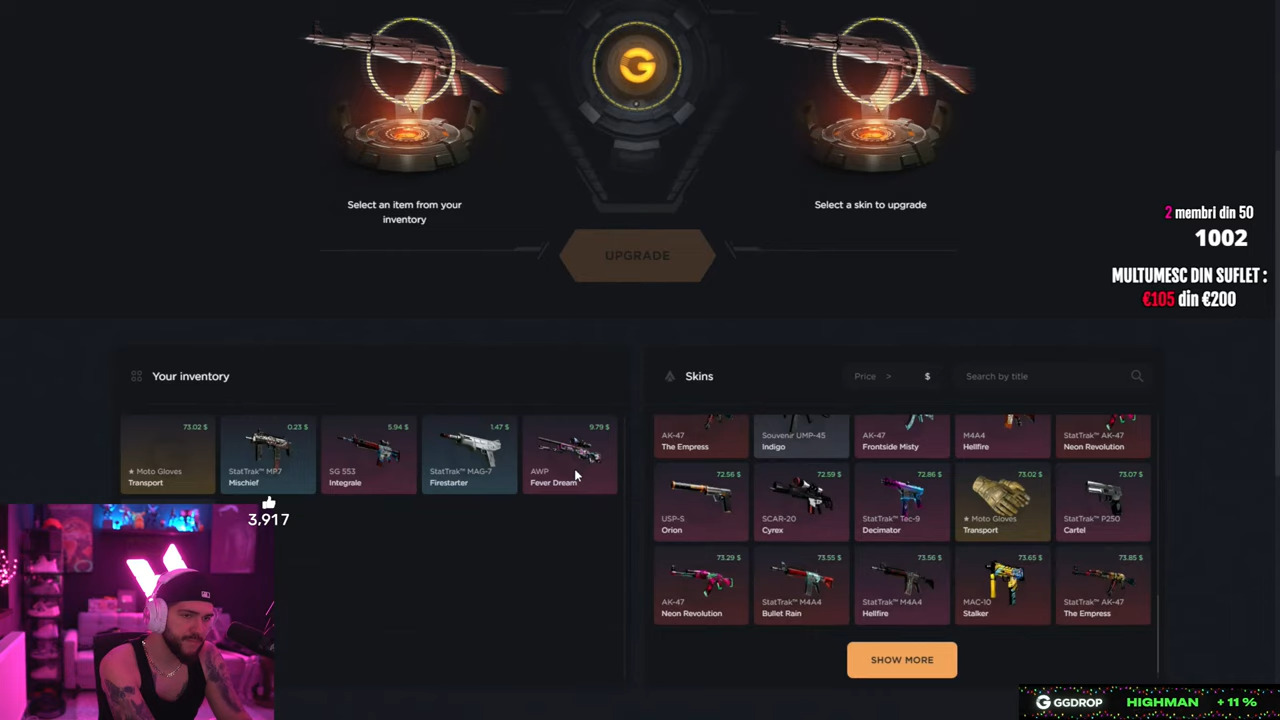 Select an item from your
inventory
Select a skin to upgrade
UPGRADE
2 membri din 50
1002
MULTUMESC DIN SUFLET :
€105 din €200
Your inventory
73.02 $
★ Moto Gloves
Transport
0.23 $
StatTrak™ MP7
Mischief
5.94 $
SG 553
Integrale
1.47 $
StatTrak™ MAG-7
Firestarter
9.79 $
AWP
Fever Dream
3,917
Skins
Price >
$
Search by title
AK-47
The Empress
Souvenir UMP-45
Indigo
AK-47
Frontside Misty
M4A4
Hellfire
StatTrak™ AK-47
Neon Revolution
72.56 $
USP-S
Orion
72.59 $
SCAR-20
Cyrex
72.86 $
StatTrak™ Tec-9
Decimator
73.02 $
★ Moto Gloves
Transport
73.07 $
StatTrak™ P250
Cartel
73.29 $
AK-47
Neon Revolution
73.55 $
StatTrak™ M4A4
Bullet Rain
73.56 $
StatTrak™ M4A4
Hellfire
73.65 $
MAC-10
Stalker
73.85 $
StatTrak™ AK-47
The Empress
SHOW MORE
GGDROP
HIGHMAN + 11 %